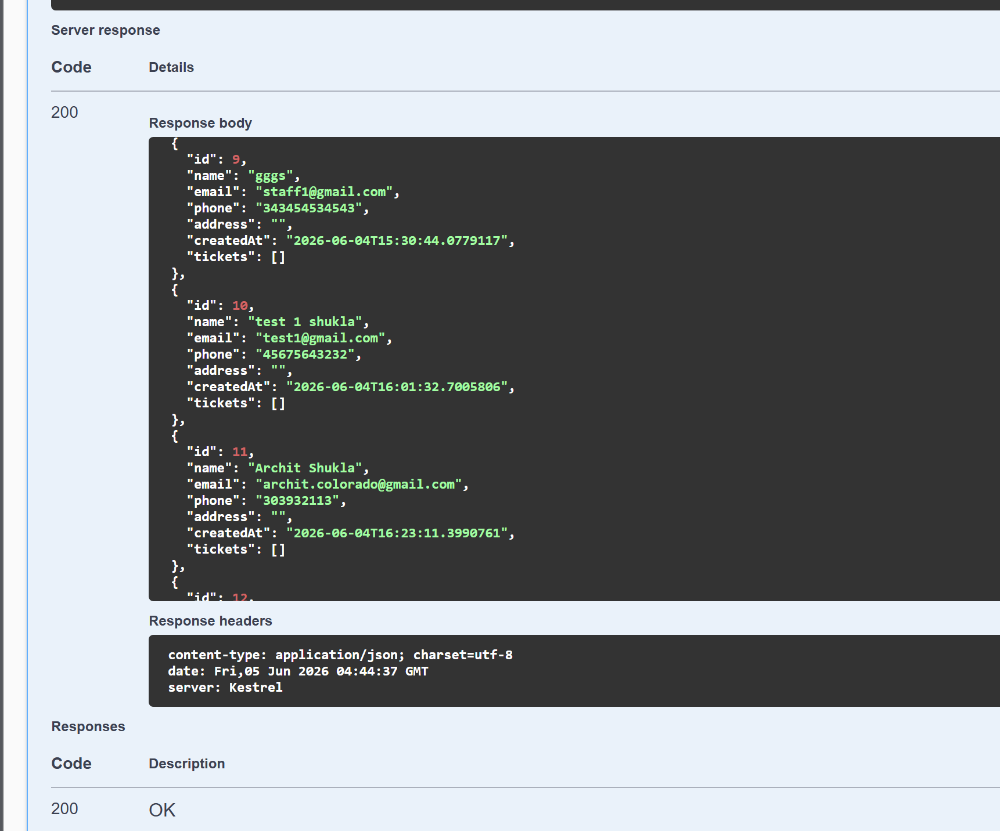 Server response
Code Details
200
Response body
{
"id": 9,
"name": "gggs",
"email": "staff1@gmail.com",
"phone": "343454534543",
"address": "",
"createdAt": "2026-06-04T15:30:44.0779117",
"tickets": []
},
{
"id": 10,
"name": "test 1 shukla",
"email": "test1@gmail.com",
"phone": "45675643232",
"address": "",
"createdAt": "2026-06-04T16:01:32.7005806",
"tickets": []
},
{
"id": 11,
"name": "Archit Shukla",
"email": "archit.colorado@gmail.com",
"phone": "303932113",
"address": "",
"createdAt": "2026-06-04T16:23:11.3990761",
"tickets": []
},
{
"id": 12,
Response headers
content-type: application/json; charset=utf-8
date: Fri,05 Jun 2026 04:44:37 GMT
server: Kestrel
Responses
Code Description
200 OK